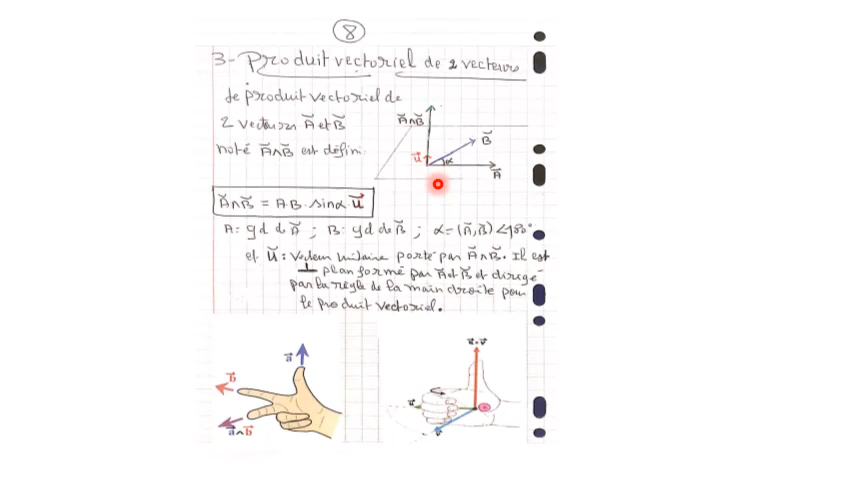 8
3- Produit vectoriel de 2 vecteurs
Le produit vectoriel de
2 vecteurs A⃗ et B⃗
noté A⃗∧B⃗ est défini:
A⃗∧B⃗
B⃗
u⃗
α
A⃗
A⃗∧B⃗ = A.B. sinα u⃗
A: gd de A⃗ ; B: gd de B⃗ ; α = (A⃗,B⃗) < 180°
et u⃗ : Vecteur unitaire porté par A⃗∧B⃗. Il est
⊥ plan formé par A⃗ et B⃗ et dirigé
par la règle de la main droite pour
le produit vectoriel.
a⃗
b⃗
a⃗∧b⃗
u⃗
v⃗